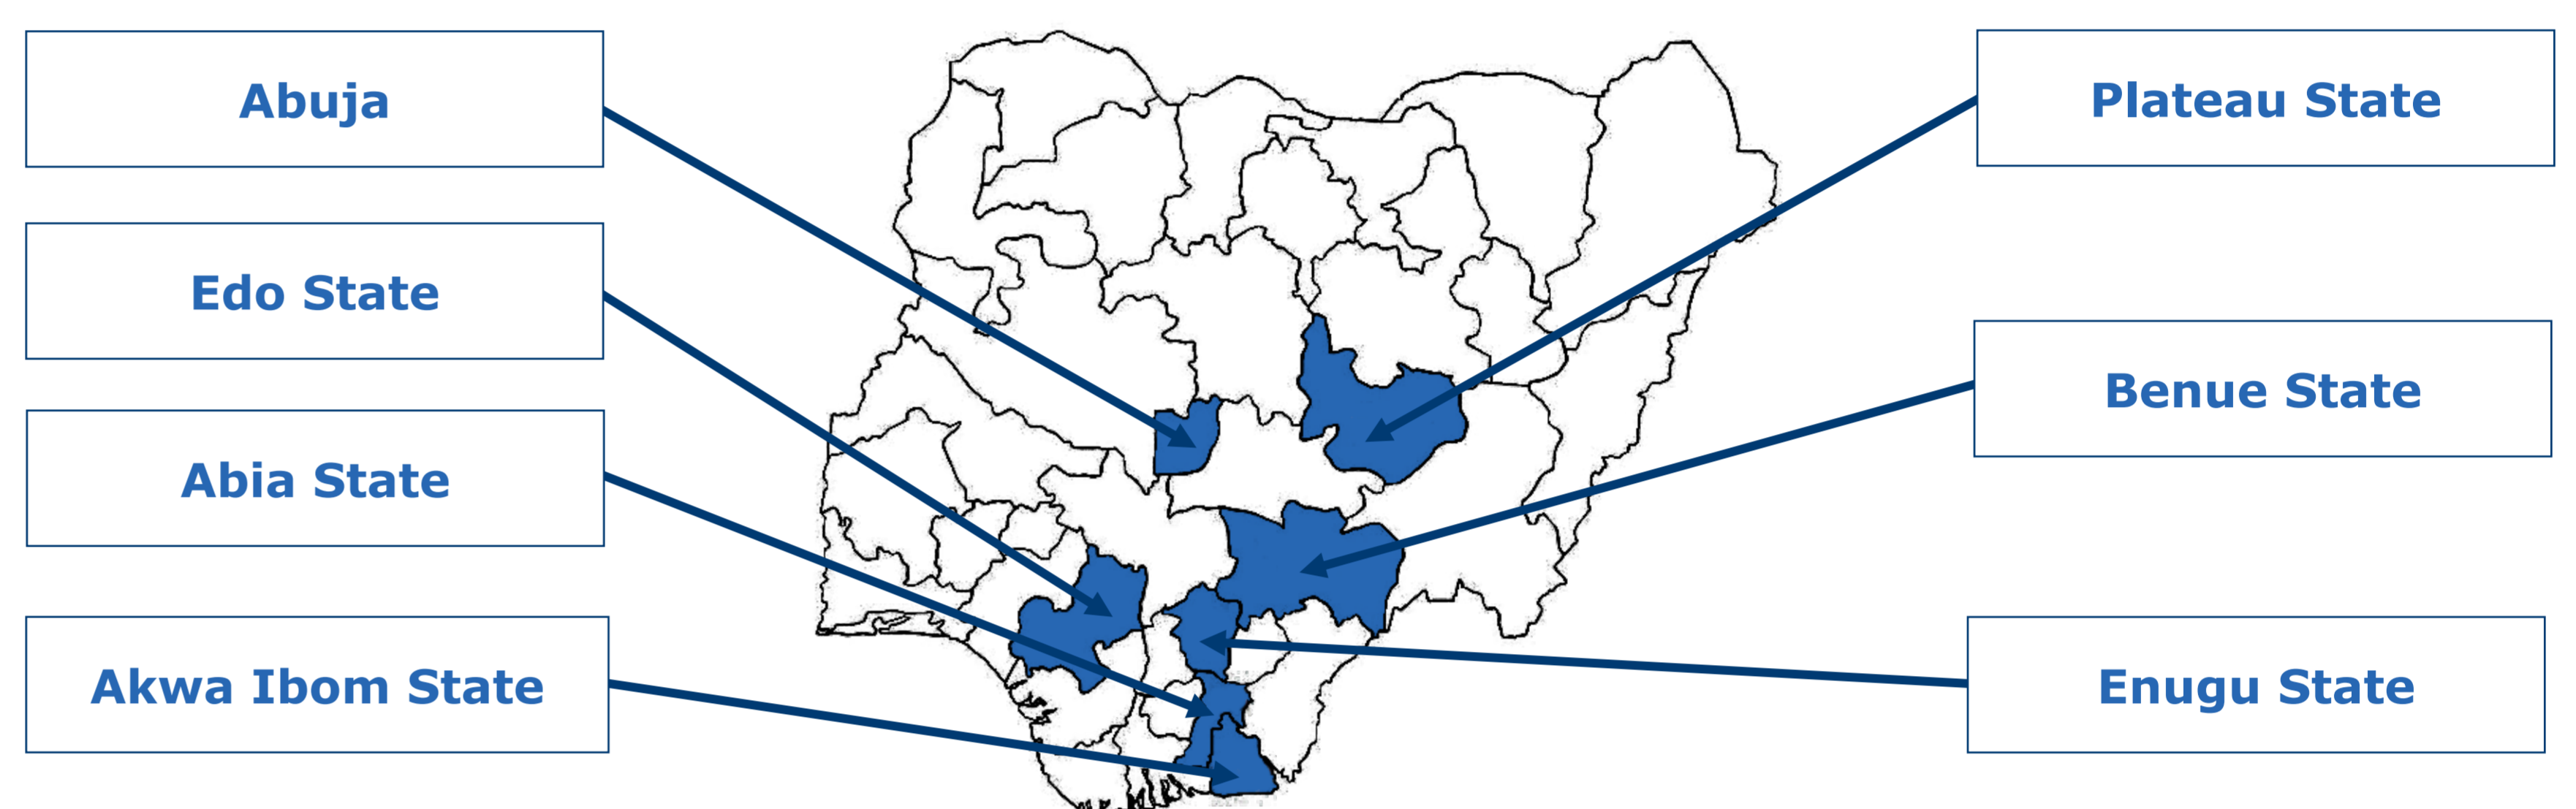 Abuja
Edo State
Abia State
Akwa Ibom State
Plateau State
Benue State
Enugu State